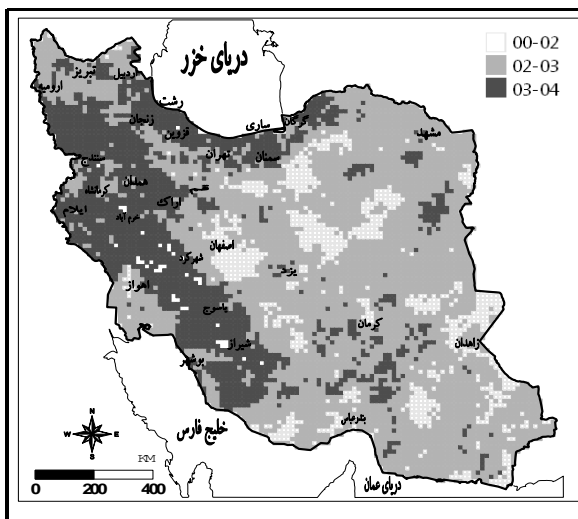 دریای خزر
00-02
02-03
03-04
تبریز
اردبیل
ارومیه
رشت
زنجان
قزوین
ساری
گرگان
مشهد
تهران
سمنان
سنندج
همدان
کرمانشاه
قم
اراک
ایلام
خرم آباد
اصفهان
شهرکرد
یزد
اهواز
یاسوج
کرمان
زاهدان
شیراز
بوشهر
بندرعباس
خلیج فارس
دریای عمان
N
W E
S
KM
0 200 400